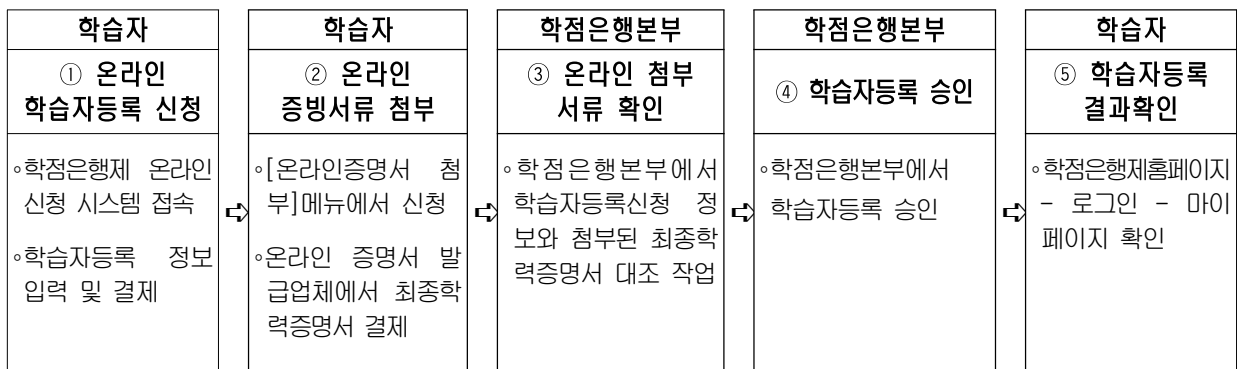 학습자
① 온라인
학습자등록 신청
◦학점은행제 온라인
신청 시스템 접속
◦학습자등록 정보
입력 및 결제
학습자
② 온라인
증빙서류 첨부
◦[온라인증명서 첨
부]메뉴에서 신청
◦온라인 증명서 발
급업체에서 최종학
력증명서 결제
학점은행본부
③ 온라인 첨부
서류 확인
◦학점은행본부에서
학습자등록신청 정
보와 첨부된 최종학
력증명서 대조 작업
학점은행본부
④ 학습자등록 승인
◦학점은행본부에서
학습자등록 승인
학습자
⑤ 학습자등록
결과확인
◦학점은행제홈페이지
- 로그인 - 마이
페이지 확인